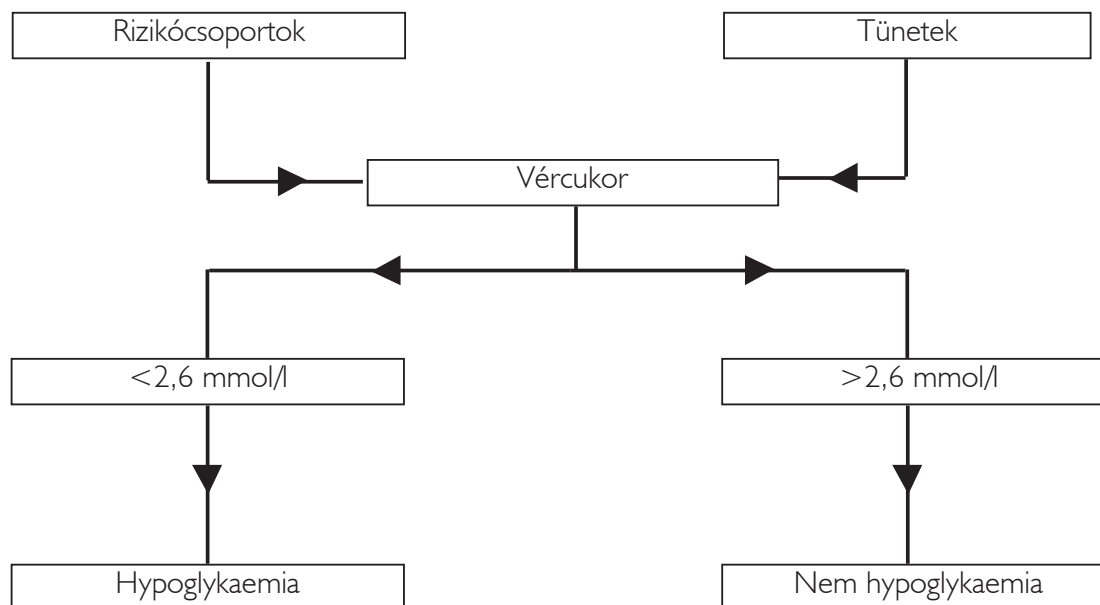 Rizikócsoportok
Tünetek
Vércukor
<2,6 mmol/l
>2,6 mmol/l
Hypoglykaemia
Nem hypoglykaemia